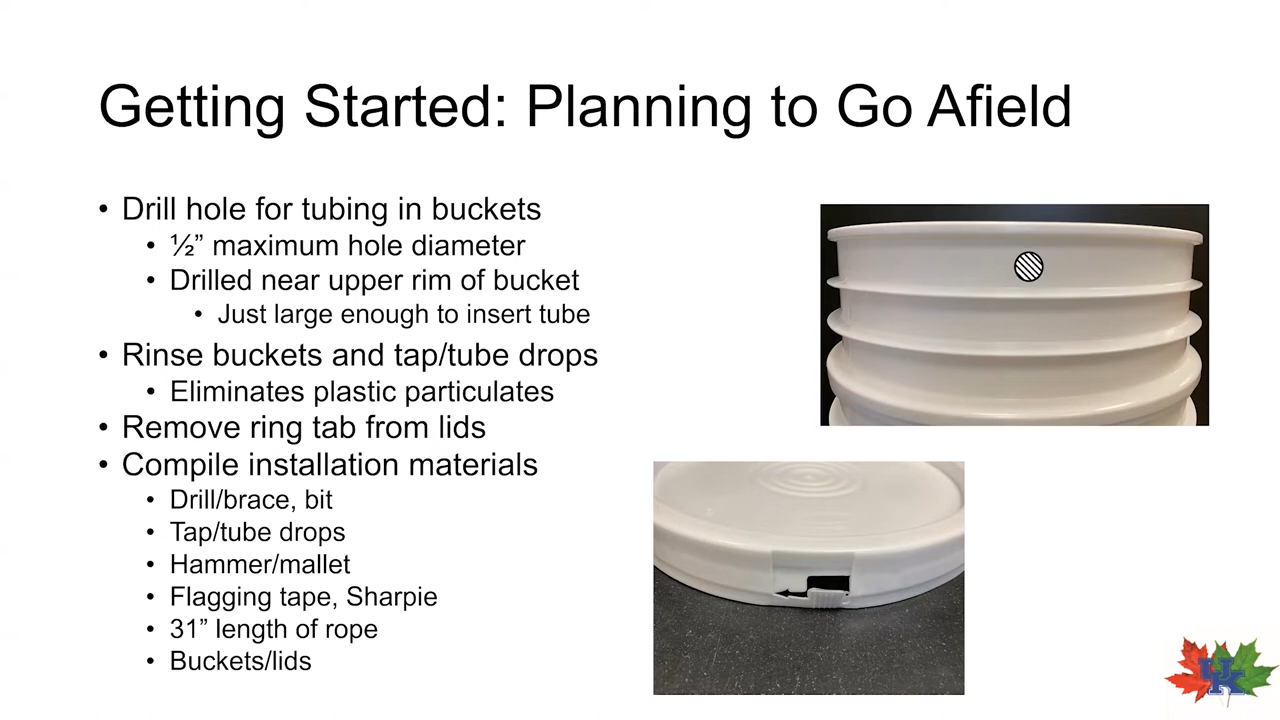 Getting Started: Planning to Go Afield
• Drill hole for tubing in buckets
• ½” maximum hole diameter
• Drilled near upper rim of bucket
• Just large enough to insert tube
• Rinse buckets and tap/tube drops
• Eliminates plastic particulates
• Remove ring tab from lids
• Compile installation materials
• Drill/brace, bit
• Tap/tube drops
• Hammer/mallet
• Flagging tape, Sharpie
• 31” length of rope
• Buckets/lids
UK